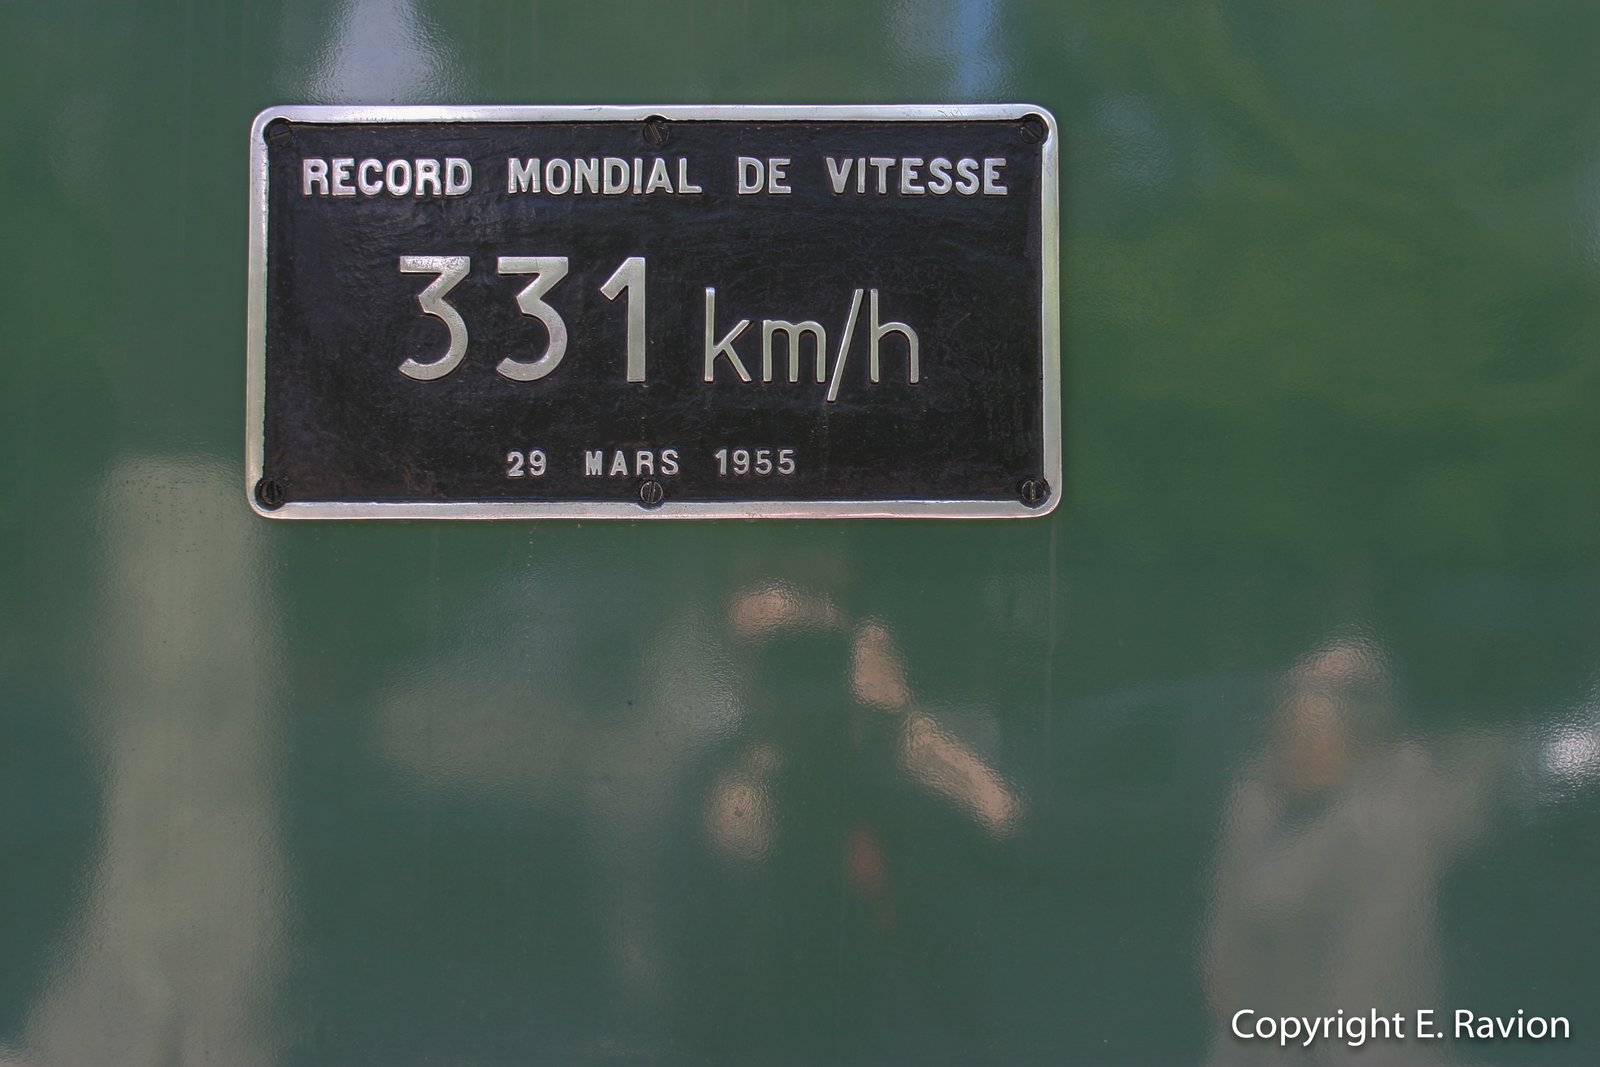 RECORD MONDIAL DE VITESSE
331 km/h
29 MARS 1955
Copyright E. Ravion